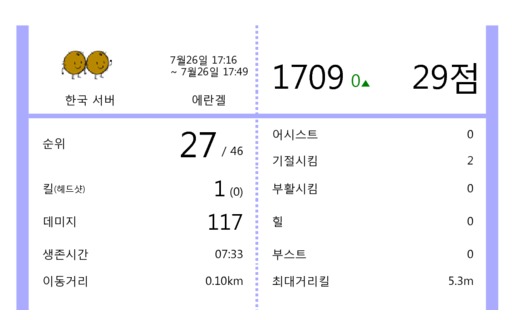 7월26일 17:16
~ 7월26일 17:49
한국 서버
에란겔
1709 0▲
29점
순위 27 / 46
킬(헤드샷) 1 (0)
데미지 117
생존시간 07:33
이동거리 0.10km
어시스트 0
기절시킴 2
부활시킴 0
힐 0
부스트 0
최대거리킬 5.3m